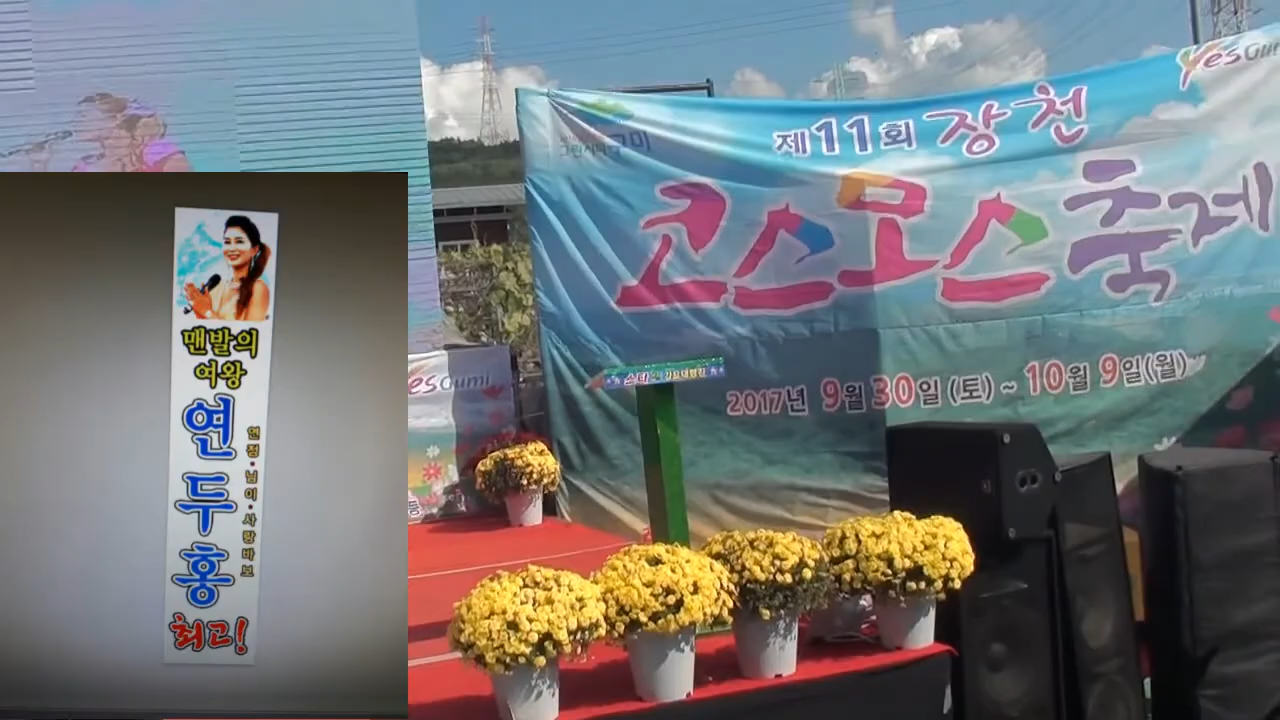 맨발의
여왕
연두홍
최고!
연정•님이•사랑바보
Yes Gumi
제11회 장천
코스모스축제
2017년 9월 30일 (토) ~ 10월 9일(월)
yesGumi